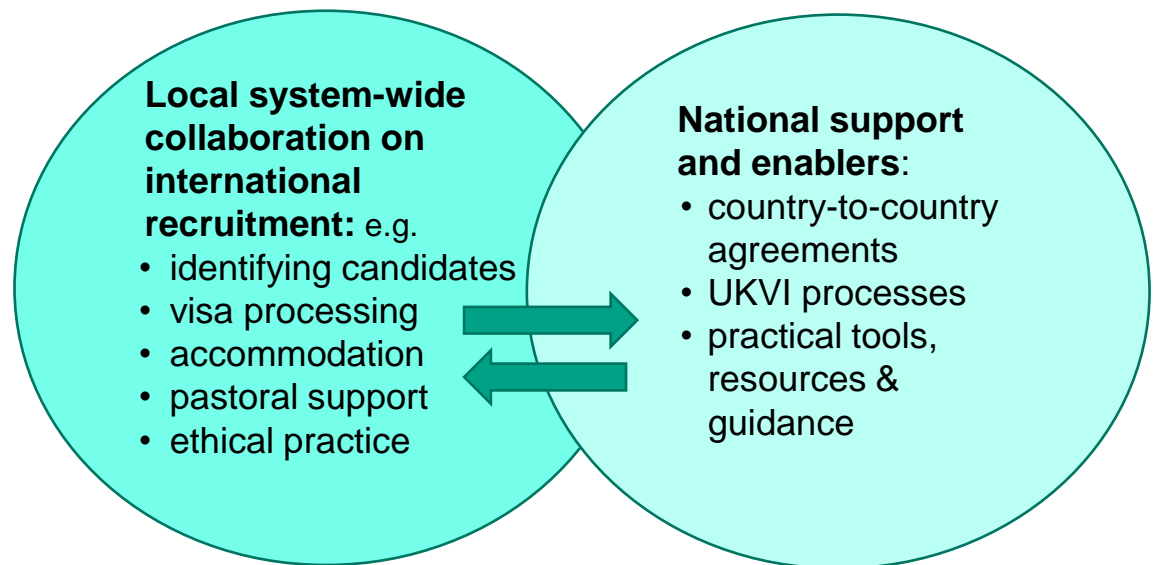 Local system-wide
collaboration on
international
recruitment: e.g.
• identifying candidates
• visa processing
• accommodation
• pastoral support
• ethical practice
National support
and enablers:
• country-to-country
agreements
• UKVI processes
• practical tools,
resources &
guidance